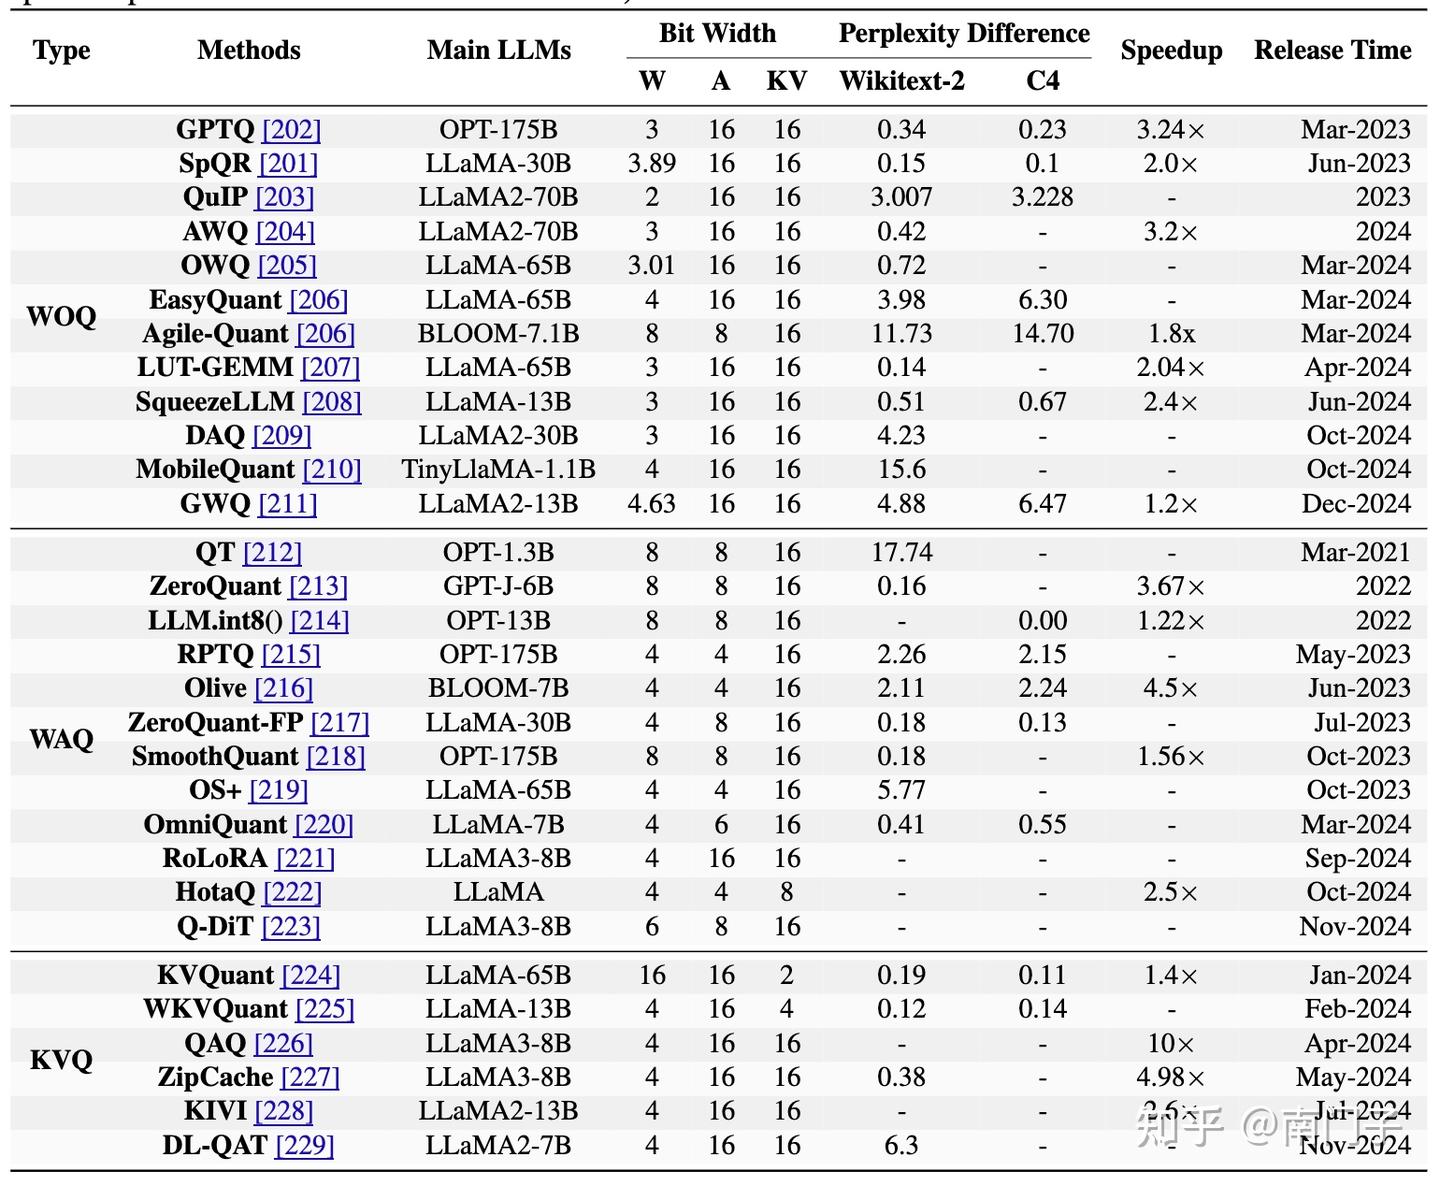 Type Methods Main LLMs Bit Width Perplexity Difference Speedup Release Time
W A KV Wikitext-2 C4
GPTQ [202] OPT-175B 3 16 16 0.34 0.23 3.24× Mar-2023
SpQR [201] LLaMA-30B 3.89 16 16 0.15 0.1 2.0× Jun-2023
QuIP [203] LLaMA2-70B 2 16 16 3.007 3.228 - 2023
AWQ [204] LLaMA2-70B 3 16 16 0.42 - 3.2× 2024
OWQ [205] LLaMA-65B 3.01 16 16 0.72 - - Mar-2024
EasyQuant [206] LLaMA-65B 4 16 16 3.98 6.30 - Mar-2024
WOQ
Agile-Quant [206] BLOOM-7.1B 8 8 16 11.73 14.70 1.8x Mar-2024
LUT-GEMM [207] LLaMA-65B 3 16 16 0.14 - 2.04× Apr-2024
SqueezeLLM [208] LLaMA-13B 3 16 16 0.51 0.67 2.4× Jun-2024
DAQ [209] LLaMA2-30B 3 16 16 4.23 - - Oct-2024
MobileQuant [210] TinyLlaMA-1.1B 4 16 16 15.6 - - Oct-2024
GWQ [211] LLaMA2-13B 4.63 16 16 4.88 6.47 1.2× Dec-2024
QT [212] OPT-1.3B 8 8 16 17.74 - - Mar-2021
ZeroQuant [213] GPT-J-6B 8 8 16 0.16 - 3.67× 2022
LLM.int8() [214] OPT-13B 8 8 16 - 0.00 1.22× 2022
RPTQ [215] OPT-175B 4 4 16 2.26 2.15 - May-2023
Olive [216] BLOOM-7B 4 4 16 2.11 2.24 4.5× Jun-2023
ZeroQuant-FP [217] LLaMA-30B 4 8 16 0.18 0.13 - Jul-2023
WAQ
SmoothQuant [218] OPT-175B 8 8 16 0.18 - 1.56× Oct-2023
OS+ [219] LLaMA-65B 4 4 16 5.77 - - Oct-2023
OmniQuant [220] LLaMA-7B 4 6 16 0.41 0.55 - Mar-2024
RoLoRA [221] LLaMA3-8B 4 16 16 - - - Sep-2024
HotaQ [222] LLaMA 4 4 8 - - 2.5× Oct-2024
Q-DiT [223] LLaMA3-8B 6 8 16 - - - Nov-2024
KVQuant [224] LLaMA-65B 16 16 2 0.19 0.11 1.4× Jan-2024
WKVQuant [225] LLaMA-13B 4 16 4 0.12 0.14 - Feb-2024
QAQ [226] LLaMA3-8B 4 16 16 - - 10× Apr-2024
KVQ
ZipCache [227] LLaMA3-8B 4 16 16 0.38 - 4.98× May-2024
KIVI [228] LLaMA2-13B 4 16 16 - - 2.6× Jul-2024
DL-QAT [229] LLaMA2-7B 4 16 16 6.3 - - Nov-2024
知乎 @南门子